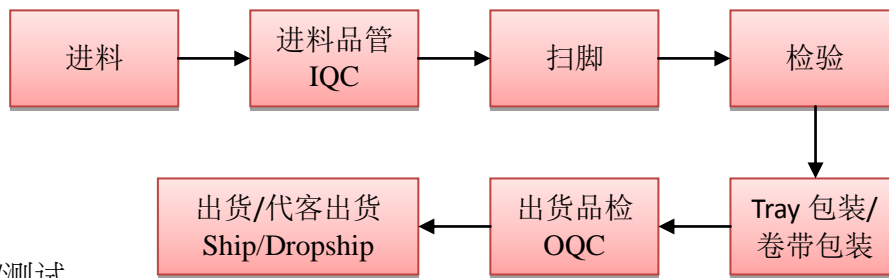 进料
进料品管
IQC
扫脚
检验
Tray 包装/
卷带包装
出货品检
OQC
出货/代客出货
Ship/Dropship
/测试